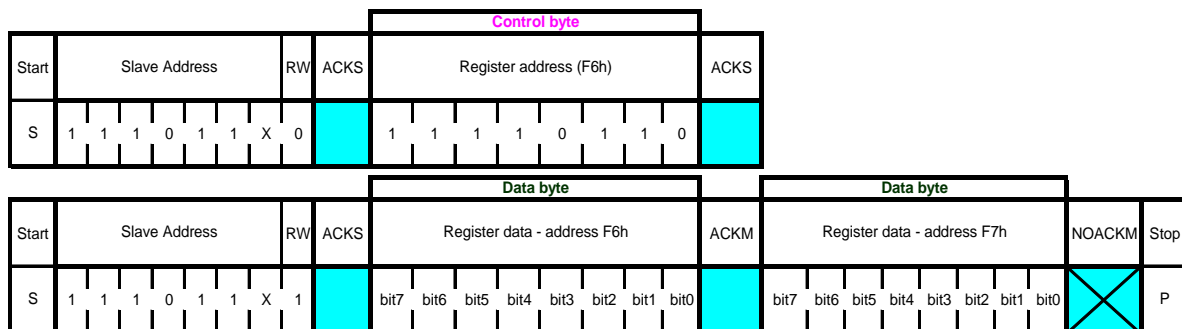 Control byte
Start Slave Address RW ACKS Register address (F6h) ACKS
S 1 1 1 0 1 1 X 0 1 1 1 1 0 1 1 0
Data byte Data byte
Start Slave Address RW ACKS Register data - address F6h ACKM Register data - address F7h NOACKM Stop
S 1 1 1 0 1 1 X 1 bit7 bit6 bit5 bit4 bit3 bit2 bit1 bit0 bit7 bit6 bit5 bit4 bit3 bit2 bit1 bit0 P